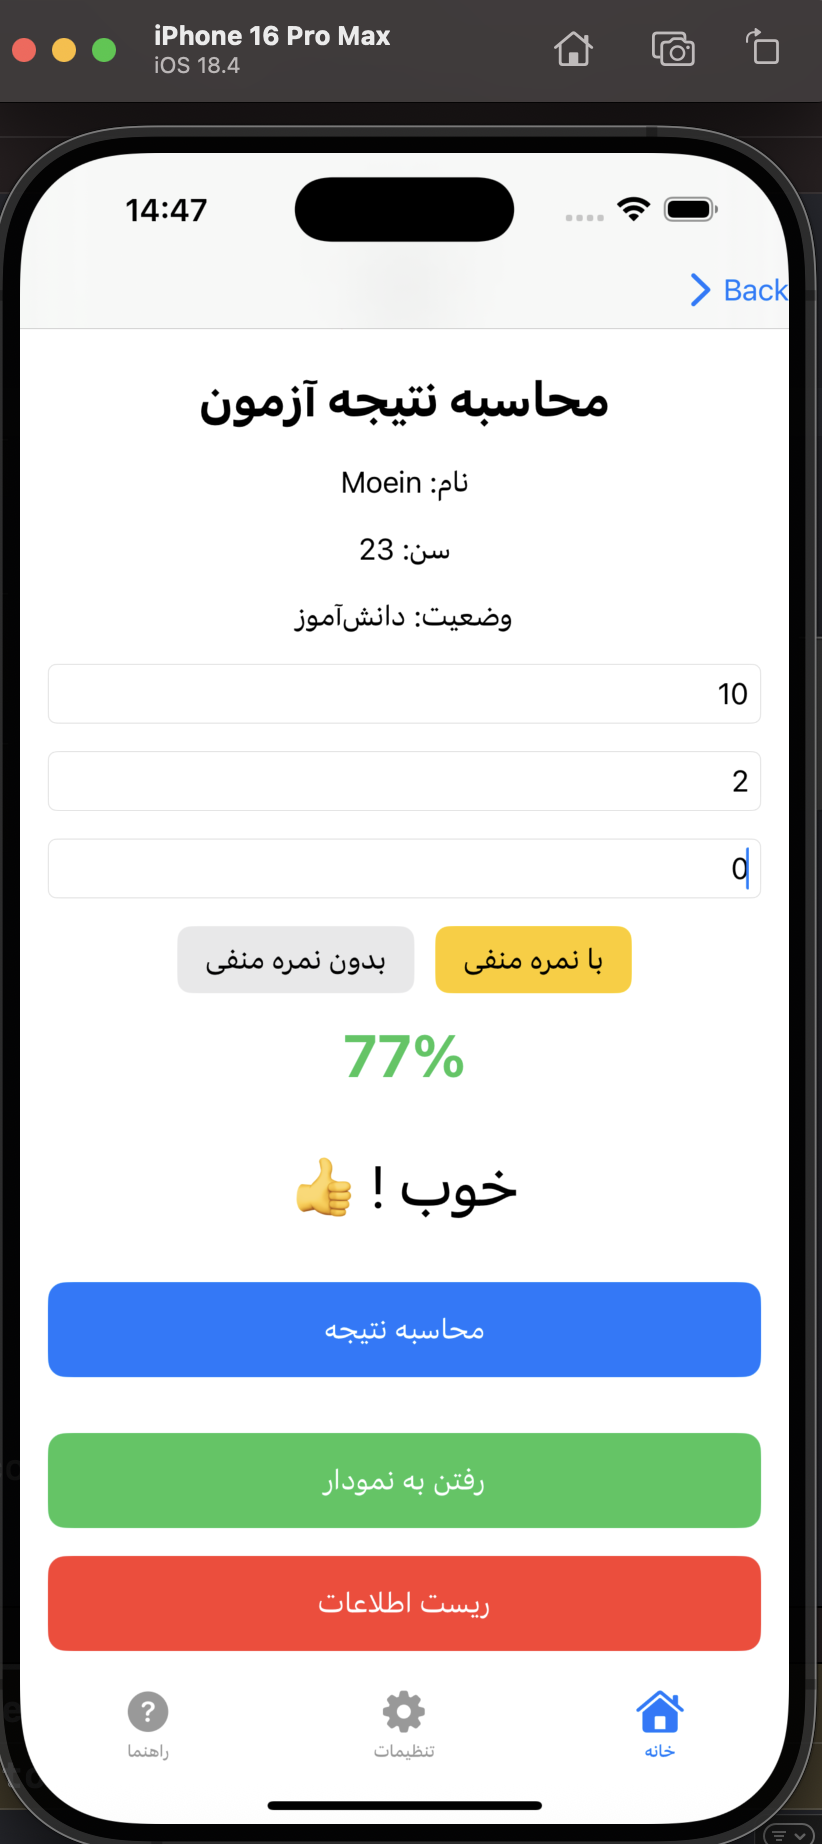 iPhone 16 Pro Max
iOS 18.4
14:47
Back
محاسبه نتیجه آزمون
نام: Moein
سن: 23
وضعیت: دانش‌آموز
10
2
0
با نمره منفی
بدون نمره منفی
77%
خوب ! 👍
محاسبه نتیجه
رفتن به نمودار
ریست اطلاعات
خانه
تنظیمات
راهنما